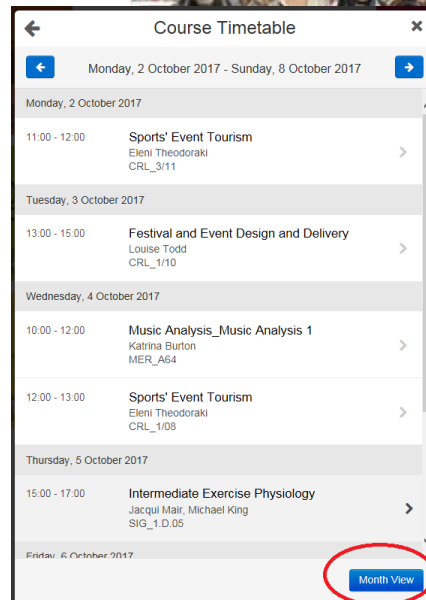 Course Timetable
Monday, 2 October 2017 - Sunday, 8 October 2017
Monday, 2 October 2017
11:00 - 12:00 Sports' Event Tourism
Eleni Theodoraki
CRL_3/11
Tuesday, 3 October 2017
13:00 - 15:00 Festival and Event Design and Delivery
Louise Todd
CRL_1/10
Wednesday, 4 October 2017
10:00 - 12:00 Music Analysis_Music Analysis 1
Katrina Burton
MER_A64
12:00 - 13:00 Sports' Event Tourism
Eleni Theodoraki
CRL_1/08
Thursday, 5 October 2017
15:00 - 17:00 Intermediate Exercise Physiology
Jacqui Mair, Michael King
SIG_1.D.05
Friday, 6 October 2017
Month View